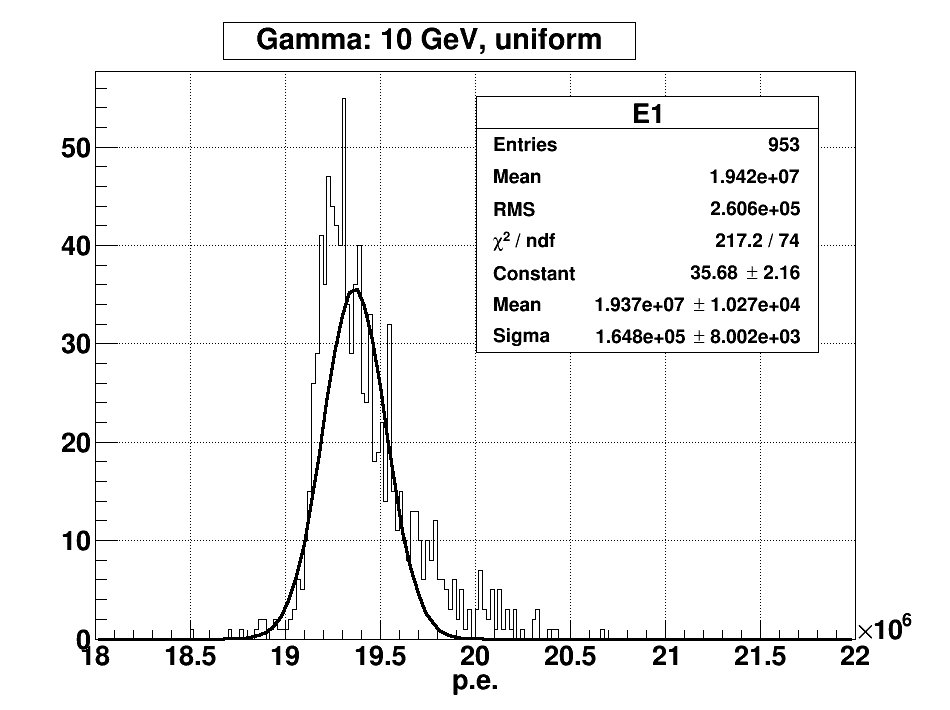 Gamma: 10 GeV, uniform
E1
Entries 953
Mean 1.942e+07
RMS 2.606e+05
χ² / ndf 217.2 / 74
Constant 35.68 ± 2.16
Mean 1.937e+07 ± 1.027e+04
Sigma 1.648e+05 ± 8.002e+03
50
40
30
20
10
0
18 18.5 19 19.5 20 20.5 21 21.5 22
×10⁶
p.e.